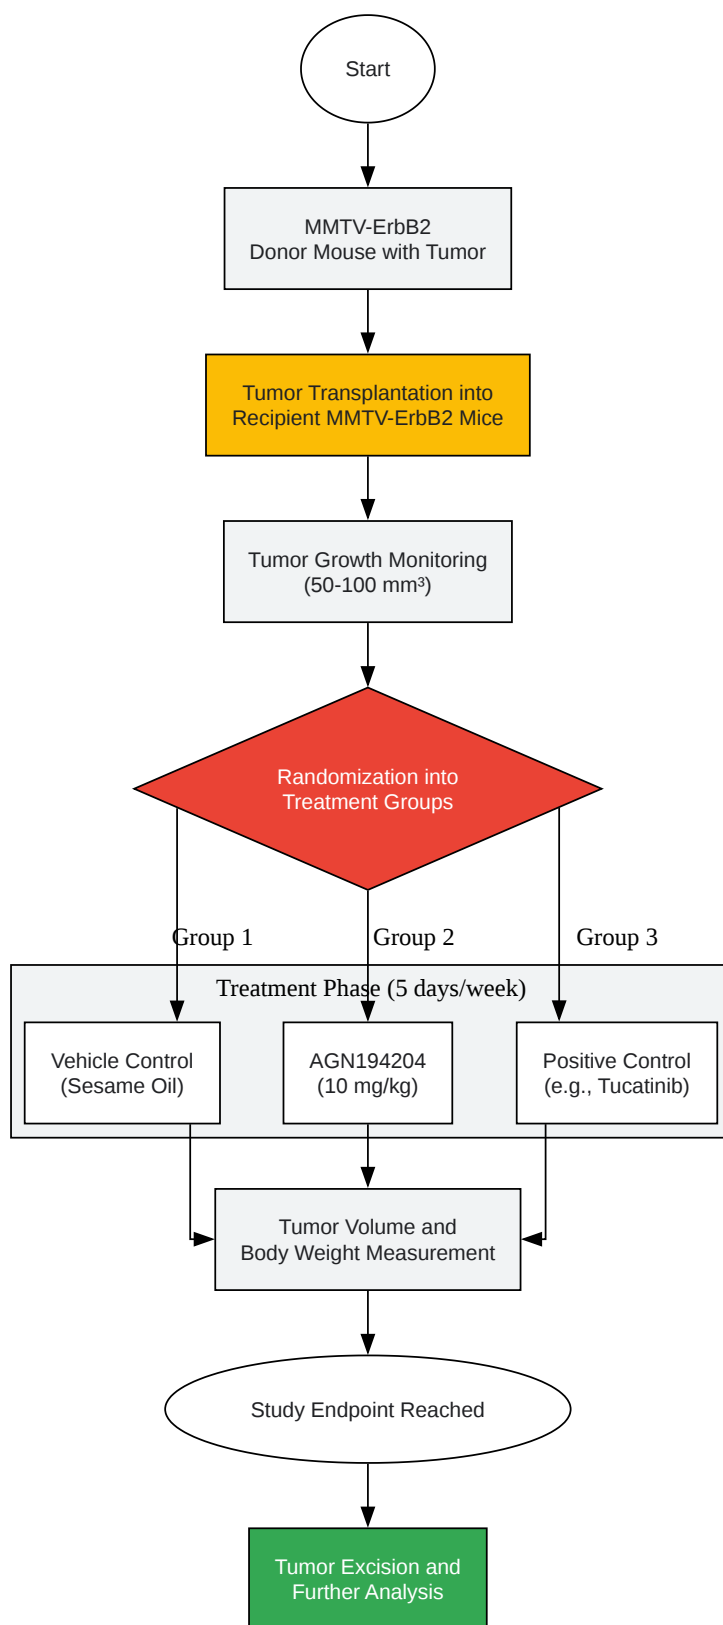 Start
MMTV-ErbB2
Donor Mouse with Tumor
Tumor Transplantation into
Recipient MMTV-ErbB2 Mice
Tumor Growth Monitoring
(50-100 mm³)
Randomization into
Treatment Groups
Group 1
Group 2
Group 3
Treatment Phase (5 days/week)
Vehicle Control
(Sesame Oil)
AGN194204
(10 mg/kg)
Positive Control
(e.g., Tucatinib)
Tumor Volume and
Body Weight Measurement
Study Endpoint Reached
Tumor Excision and
Further Analysis